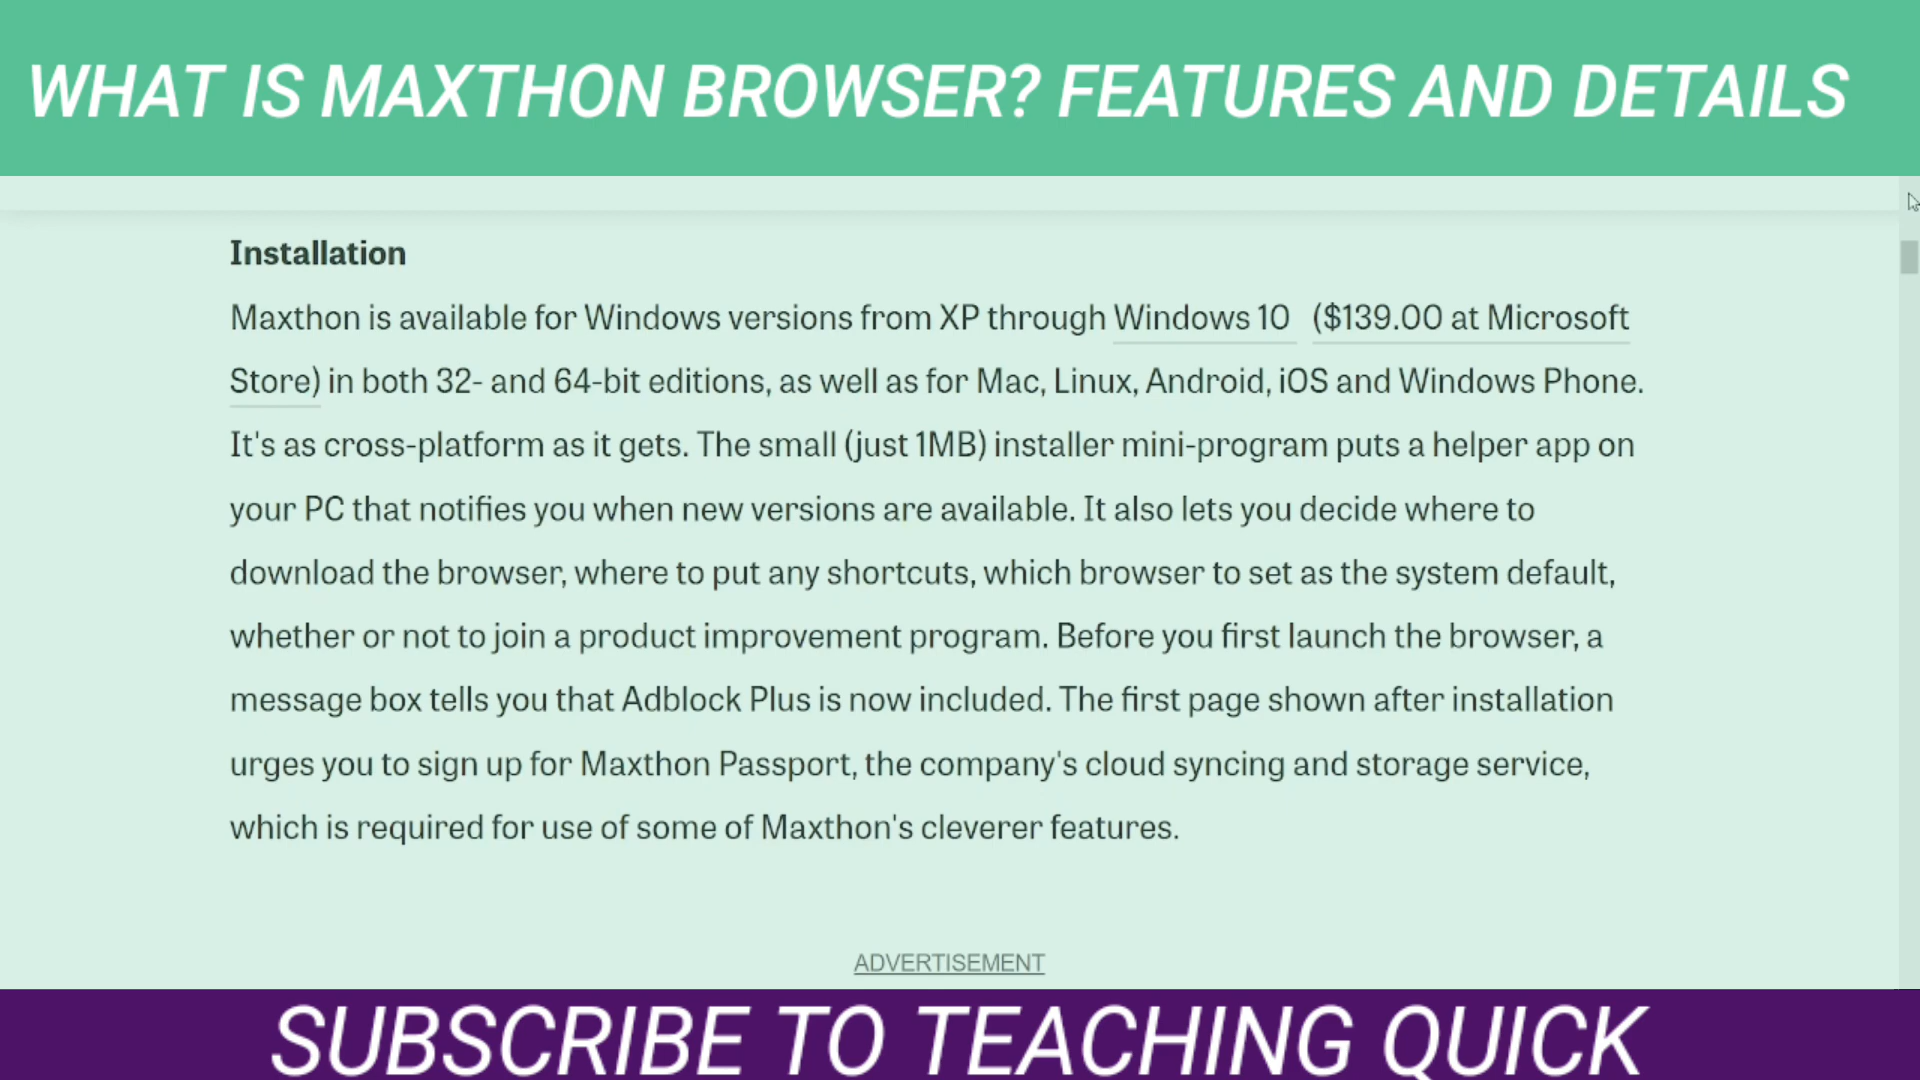 WHAT IS MAXTHON BROWSER? FEATURES AND DETAILS
Installation
Maxthon is available for Windows versions from XP through Windows 10 ($139.00 at Microsoft
Store) in both 32- and 64-bit editions, as well as for Mac, Linux, Android, iOS and Windows Phone.
It's as cross-platform as it gets. The small (just 1MB) installer mini-program puts a helper app on
your PC that notifies you when new versions are available. It also lets you decide where to
download the browser, where to put any shortcuts, which browser to set as the system default,
whether or not to join a product improvement program. Before you first launch the browser, a
message box tells you that Adblock Plus is now included. The first page shown after installation
urges you to sign up for Maxthon Passport, the company's cloud syncing and storage service,
which is required for use of some of Maxthon's cleverer features.
ADVERTISEMENT
SUBSCRIBE TO TEACHING QUICK